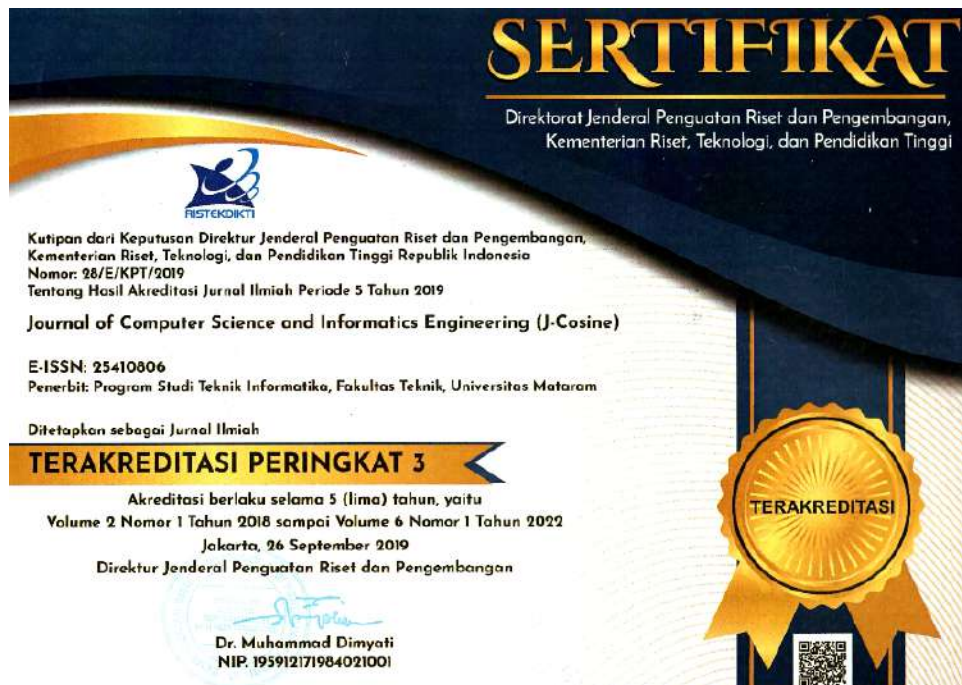 SERTIFIKAT
Direktorat Jenderal Penguatan Riset dan Pengembangan,
Kementerian Riset, Teknologi, dan Pendidikan Tinggi
RISTEKDIKTI
Kutipan dari Keputusan Direktur Jenderal Penguatan Riset dan Pengembangan,
Kementerian Riset, Teknologi, dan Pendidikan Tinggi Republik Indonesia
Nomor: 28/E/KPT/2019
Tentang Hasil Akreditasi Jurnal Ilmiah Periode 5 Tahun 2019
Journal of Computer Science and Informatics Engineering (J-Cosine)
E-ISSN: 25410806
Penerbit: Program Studi Teknik Informatika, Fakultas Teknik, Universitas Mataram
Ditetapkan sebagai Jurnal Ilmiah
TERAKREDITASI PERINGKAT 3
Akreditasi berlaku selama 5 (lima) tahun, yaitu
Volume 2 Nomor 1 Tahun 2018 sampai Volume 6 Nomor 1 Tahun 2022
Jakarta, 26 September 2019
Direktur Jenderal Penguatan Riset dan Pengembangan
Dr. Muhammad Dimyati
NIP. 195912171984021001
TERAKREDITASI